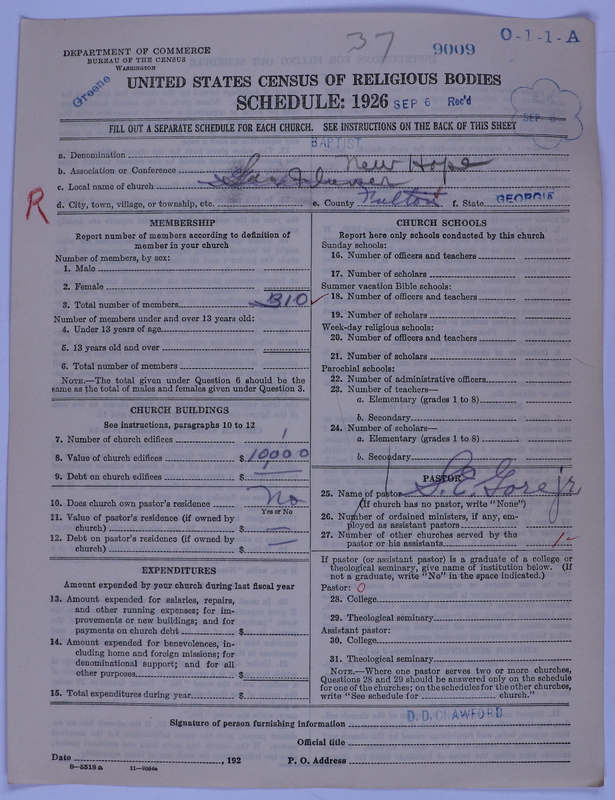 37 9009 O-1-1-A
DEPARTMENT OF COMMERCE
BUREAU OF THE CENSUS
WASHINGTON
Greene
UNITED STATES CENSUS OF RELIGIOUS BODIES
SCHEDULE: 1926 SEP 6 Rec'd
SEP
FILL OUT A SEPARATE SCHEDULE FOR EACH CHURCH. SEE INSTRUCTIONS ON THE BACK OF THIS SHEET
BAPTIST
a. Denomination
b. Association or Conference New Hope
c. Local name of church
R
d. City, town, village, or township, etc. e. County Fulton f. State GEORGIA
MEMBERSHIP
Report number of members according to definition of
member in your church
Number of members, by sex:
1. Male
2. Female
3. Total number of members 310
Number of members under and over 13 years old:
4. Under 13 years of age
5. 13 years old and over
6. Total number of members
NOTE.—The total given under Question 6 should be the
same as the total of males and females given under Question 3.
CHURCH BUILDINGS
See instructions, paragraphs 10 to 12
7. Number of church edifices 1
8. Value of church edifices $ 10,000
9. Debt on church edifices $ —
10. Does church own pastor's residence No
Yes or No
11. Value of pastor's residence (if owned by
church) $ —
12. Debt on pastor's residence (if owned by
church) $ —
EXPENDITURES
Amount expended by your church during last fiscal year
13. Amount expended for salaries, repairs,
and other running expenses; for im-
provements or new buildings; and for
payments on church debt $
14. Amount expended for benevolences, in-
cluding home and foreign missions; for
denominational support; and for all
other purposes $
15. Total expenditures during year $
CHURCH SCHOOLS
Report here only schools conducted by this church
Sunday schools:
16. Number of officers and teachers
17. Number of scholars
Summer vacation Bible schools:
18. Number of officers and teachers
19. Number of scholars
Week-day religious schools:
20. Number of officers and teachers
21. Number of scholars
Parochial schools:
22. Number of administrative officers
23. Number of teachers—
a. Elementary (grades 1 to 8)
b. Secondary
24. Number of scholars—
a. Elementary (grades 1 to 8)
b. Secondary
PASTOR
25. Name of pastor S. E. Gore jr
(If church has no pastor, write "None")
26. Number of ordained ministers, if any, em-
ployed as assistant pastors
27. Number of other churches served by the
pastor or his assistants 1
If pastor (or assistant pastor) is a graduate of a college or
theological seminary, give name of institution below. (If
not a graduate, write "No" in the space indicated.)
Pastor: 0
28. College
29. Theological seminary
Assistant pastor:
30. College
31. Theological seminary
NOTE.—Where one pastor serves two or more churches,
Questions 28 and 29 should be answered only on the schedule
for one of the churches; on the schedules for the other churches,
write "See schedule for church."
D. D. CRAWFORD
Signature of person furnishing information
Official title
Date , 192 P. O. Address
8-5518a 11-9034a